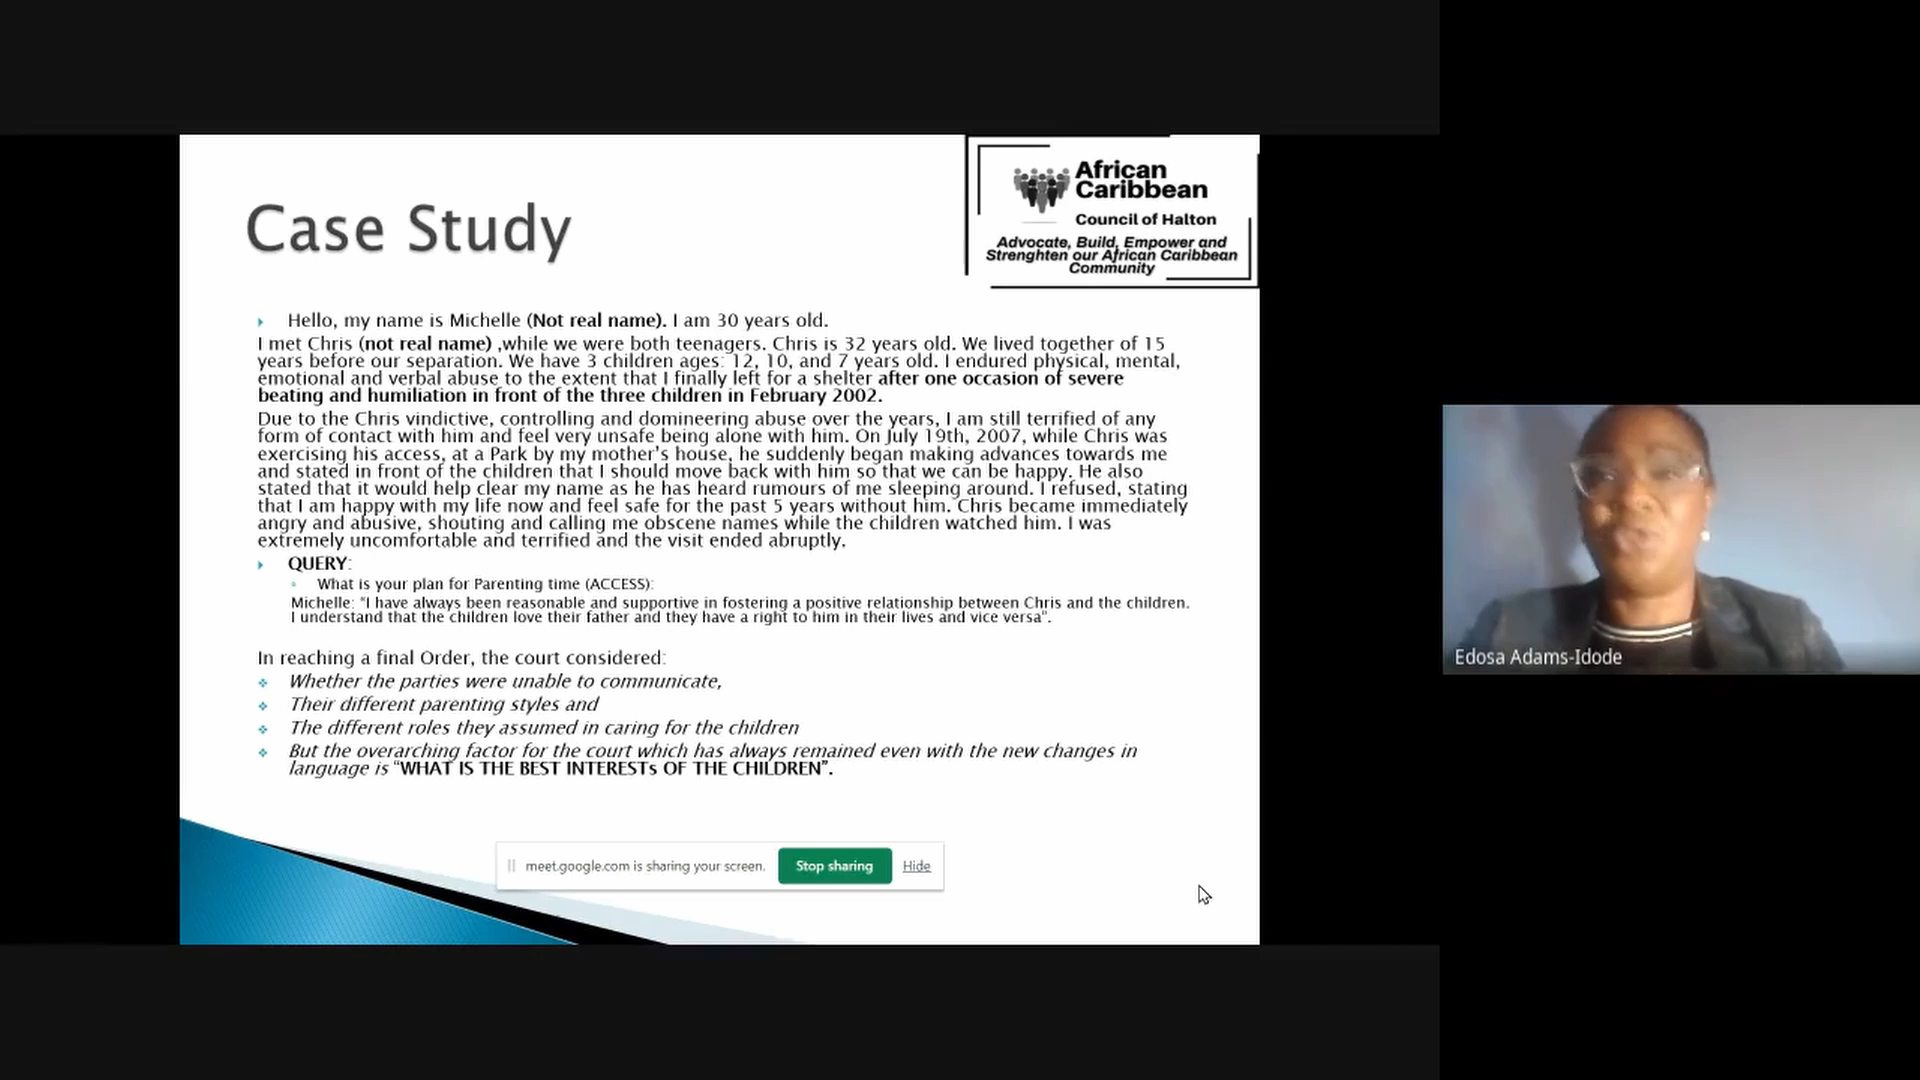 African
Caribbean
Council of Halton
Advocate, Build, Empower and
Strenghten our African Caribbean
Community
Case Study
Hello, my name is Michelle (Not real name). I am 30 years old.
I met Chris (not real name) ,while we were both teenagers. Chris is 32 years old. We lived together of 15
years before our separation. We have 3 children ages: 12, 10, and 7 years old. I endured physical, mental,
emotional and verbal abuse to the extent that I finally left for a shelter after one occasion of severe
beating and humiliation in front of the three children in February 2002.
Due to the Chris vindictive, controlling and domineering abuse over the years, I am still terrified of any
form of contact with him and feel very unsafe being alone with him. On July 19th, 2007, while Chris was
exercising his access, at a Park by my mother's house, he suddenly began making advances towards me
and stated in front of the children that I should move back with him so that we can be happy. He also
stated that it would help clear my name as he has heard rumours of me sleeping around. I refused, stating
that I am happy with my life now and feel safe for the past 5 years without him. Chris became immediately
angry and abusive, shouting and calling me obscene names while the children watched him. I was
extremely uncomfortable and terrified and the visit ended abruptly.
QUERY:
What is your plan for Parenting time (ACCESS):
Michelle: "I have always been reasonable and supportive in fostering a positive relationship between Chris and the children.
I understand that the children love their father and they have a right to him in their lives and vice versa".
In reaching a final Order, the court considered:
Whether the parties were unable to communicate,
Their different parenting styles and
The different roles they assumed in caring for the children
But the overarching factor for the court which has always remained even with the new changes in
language is "WHAT IS THE BEST INTERESTs OF THE CHILDREN".
meet.google.com is sharing your screen. Stop sharing Hide
Edosa Adams-Idode